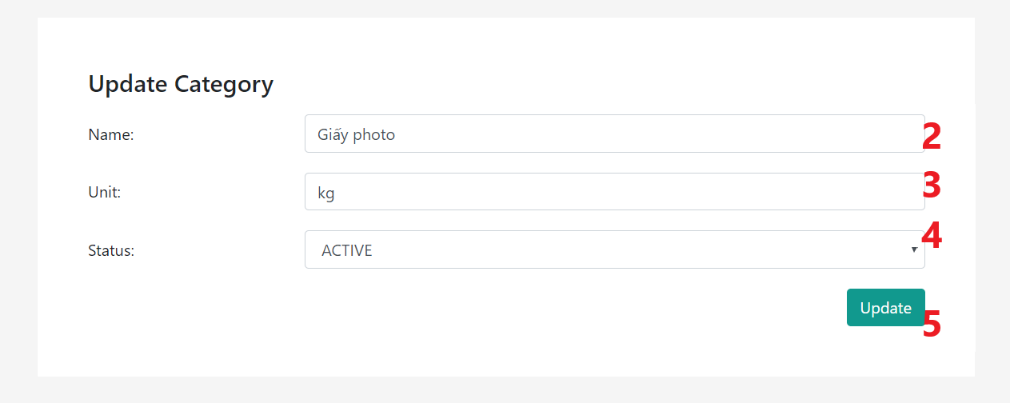 Update Category
Name: Giấy photo 2
Unit: kg 3
Status: ACTIVE 4
Update 5